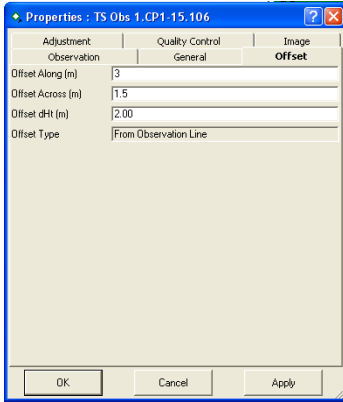 Properties : TS Obs 1.CP1-15.106
Adjustment Quality Control Image
Observation General Offset
Offset Along (m) 3
Offset Across (m) 1.5
Offset dHt (m) 2.00
Offset Type From Observation Line
OK Cancel Apply